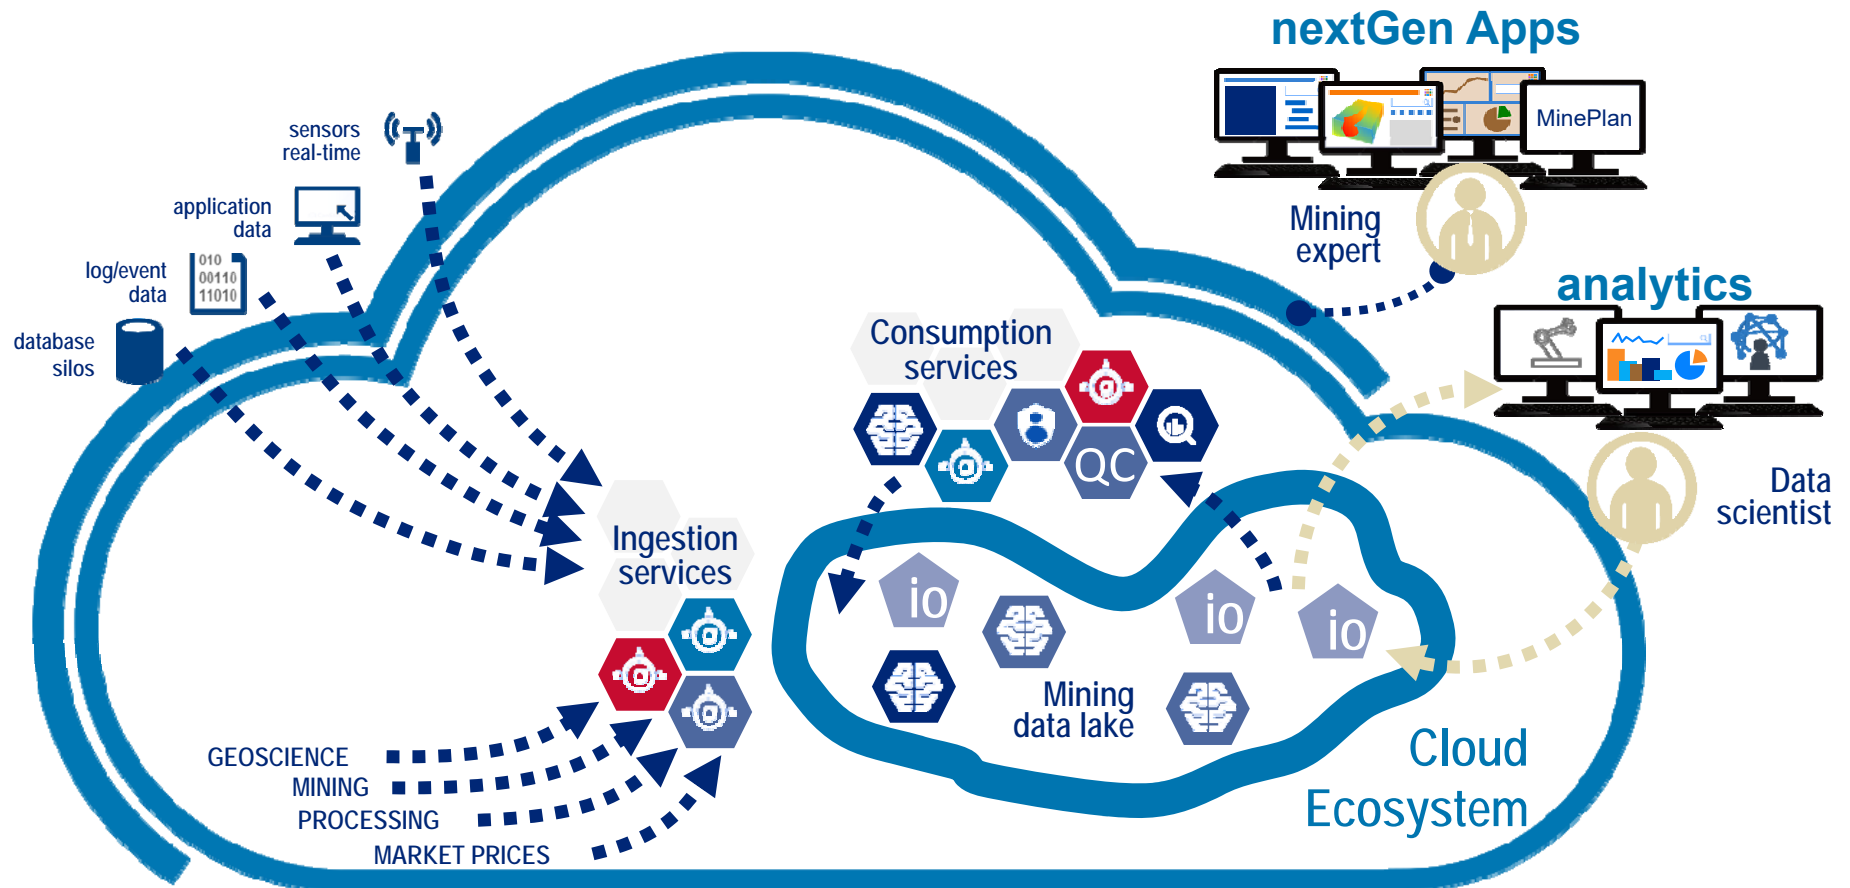 nextGen Apps
MinePlan
sensors
real-time
application
data
Mining
expert
log/event
data
010
00110
11010
analytics
database
silos
Consumption
services
QC
Data
scientist
Ingestion
services
io
io
io
Mining
data lake
Cloud
Ecosystem
GEOSCIENCE
MINING
PROCESSING
MARKET PRICES